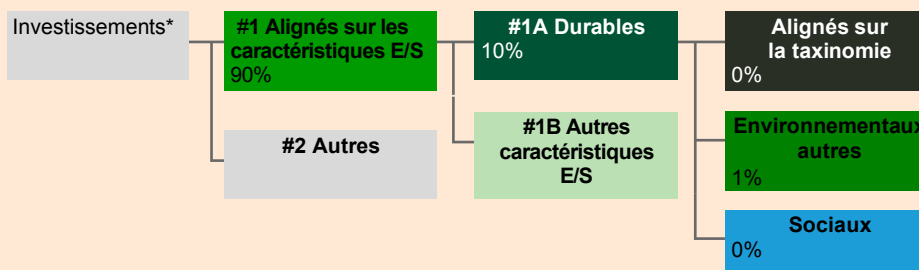 Investissements*
#1 Alignés sur les
caractéristiques E/S
90%
#2 Autres
#1A Durables
10%
#1B Autres
caractéristiques
E/S
Alignés sur
la taxinomie
0%
Environnementaux
autres
1%
Sociaux
0%